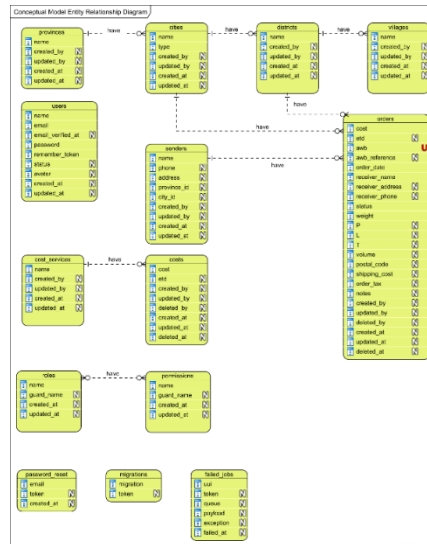 Conceptual Model Entity Relationship Diagram
provinces
name
created_by
updated_by
created_at
updated_at
have
cities
name
type
created_by
updated_by
created_at
updated_at
have
districts
name
created_by
updated_by
created_at
updated_at
have
villages
name
created_by
updated_by
created_at
updated_at
users
name
email
email_verified_at
password
remember_token
status
avatar
created_at
updated_at
have
have
senders
name
phone
address
province_id
city_id
created_by
updated_by
created_at
updated_at
have
orders
cost
etd
awb
U
awb_reference
order_date
receiver_name
receiver_address
receiver_phone
status
weight
P
L
T
volume
postal_code
shipping_cost
order_tax
notes
created_by
updated_by
deleted_by
created_at
updated_at
deleted_at
cost_services
name
created_by
updated_by
created_at
updated_at
have
costs
cost
etd
created_by
updated_by
deleted_by
created_at
updated_at
deleted_at
roles
name
guard_name
created_at
updated_at
have
permissions
name
guard_name
created_at
updated_at
password_reset
email
token
created_at
migrations
migration
token
failed_jobs
token
queue
payload
exception
failed_at